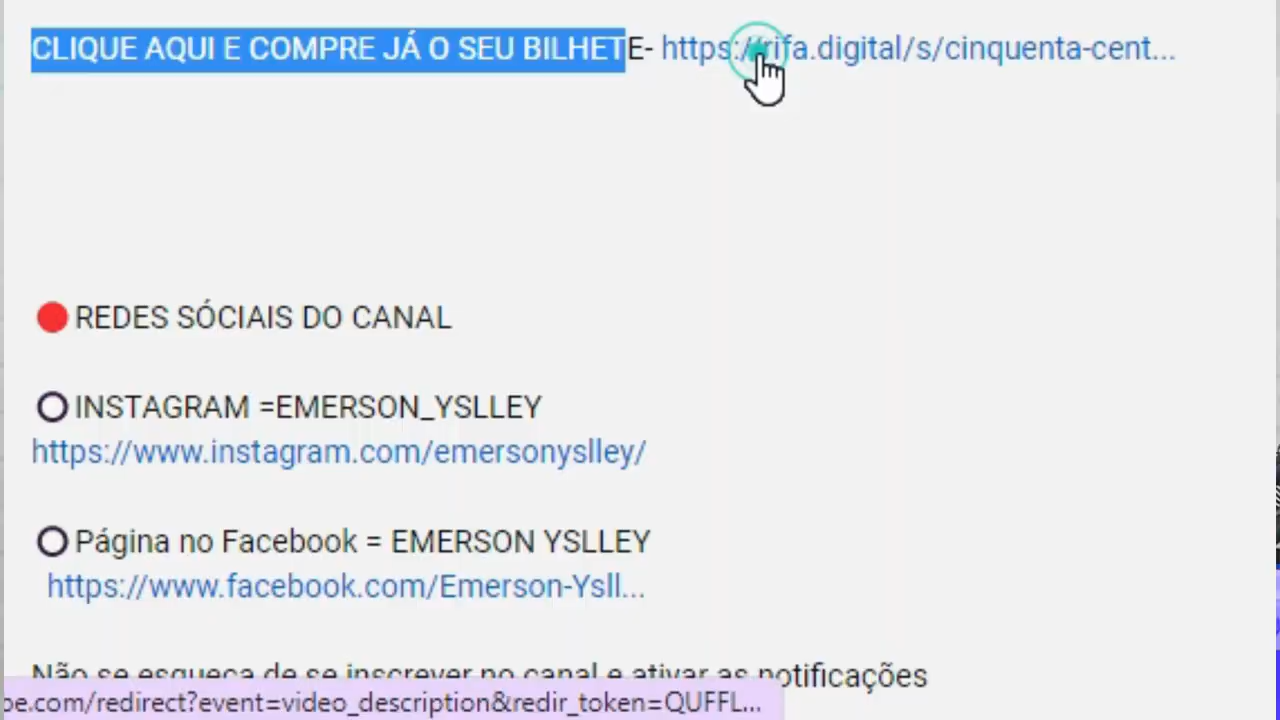 CLIQUE AQUI E COMPRE JÁ O SEU BILHETE- https://rifa.digital/s/cinquenta-cent...
REDES SÓCIAIS DO CANAL
INSTAGRAM =EMERSON_YSLLEY
https://www.instagram.com/emersonyslley/
Página no Facebook = EMERSON YSLLEY
https://www.facebook.com/Emerson-Ysll...
Não se esqueça de se inscrever no canal e ativar as notificações
be.com/redirect?event=video_description&redir_token=QUFFL...